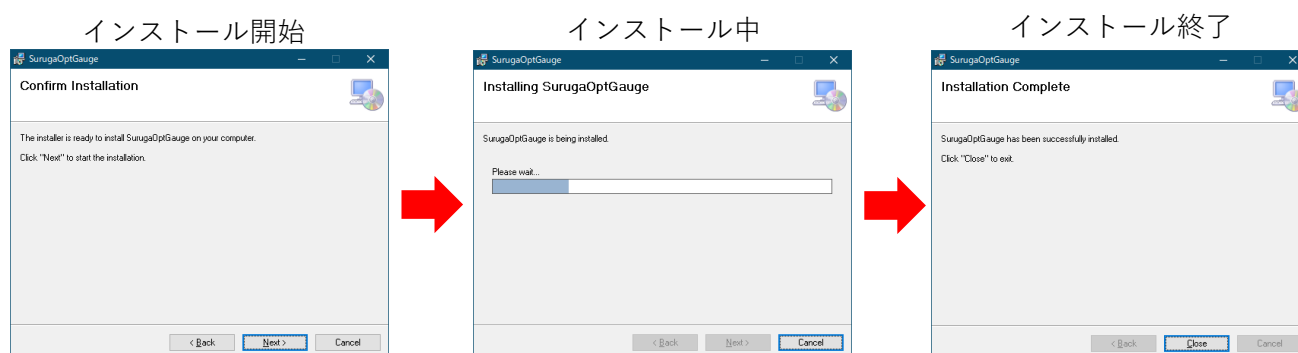 インストール開始
SurugaOptGauge
Confirm Installation
The installer is ready to install SurugaOptGauge on your computer.
Click "Next" to start the installation.
< Back
Next >
Cancel
インストール中
SurugaOptGauge
Installing SurugaOptGauge
SurugaOptGauge is being installed.
Please wait...
< Back
Next >
Cancel
インストール終了
SurugaOptGauge
Installation Complete
SurugaOptGauge has been successfully installed.
Click "Close" to exit.
< Back
Close
Cancel